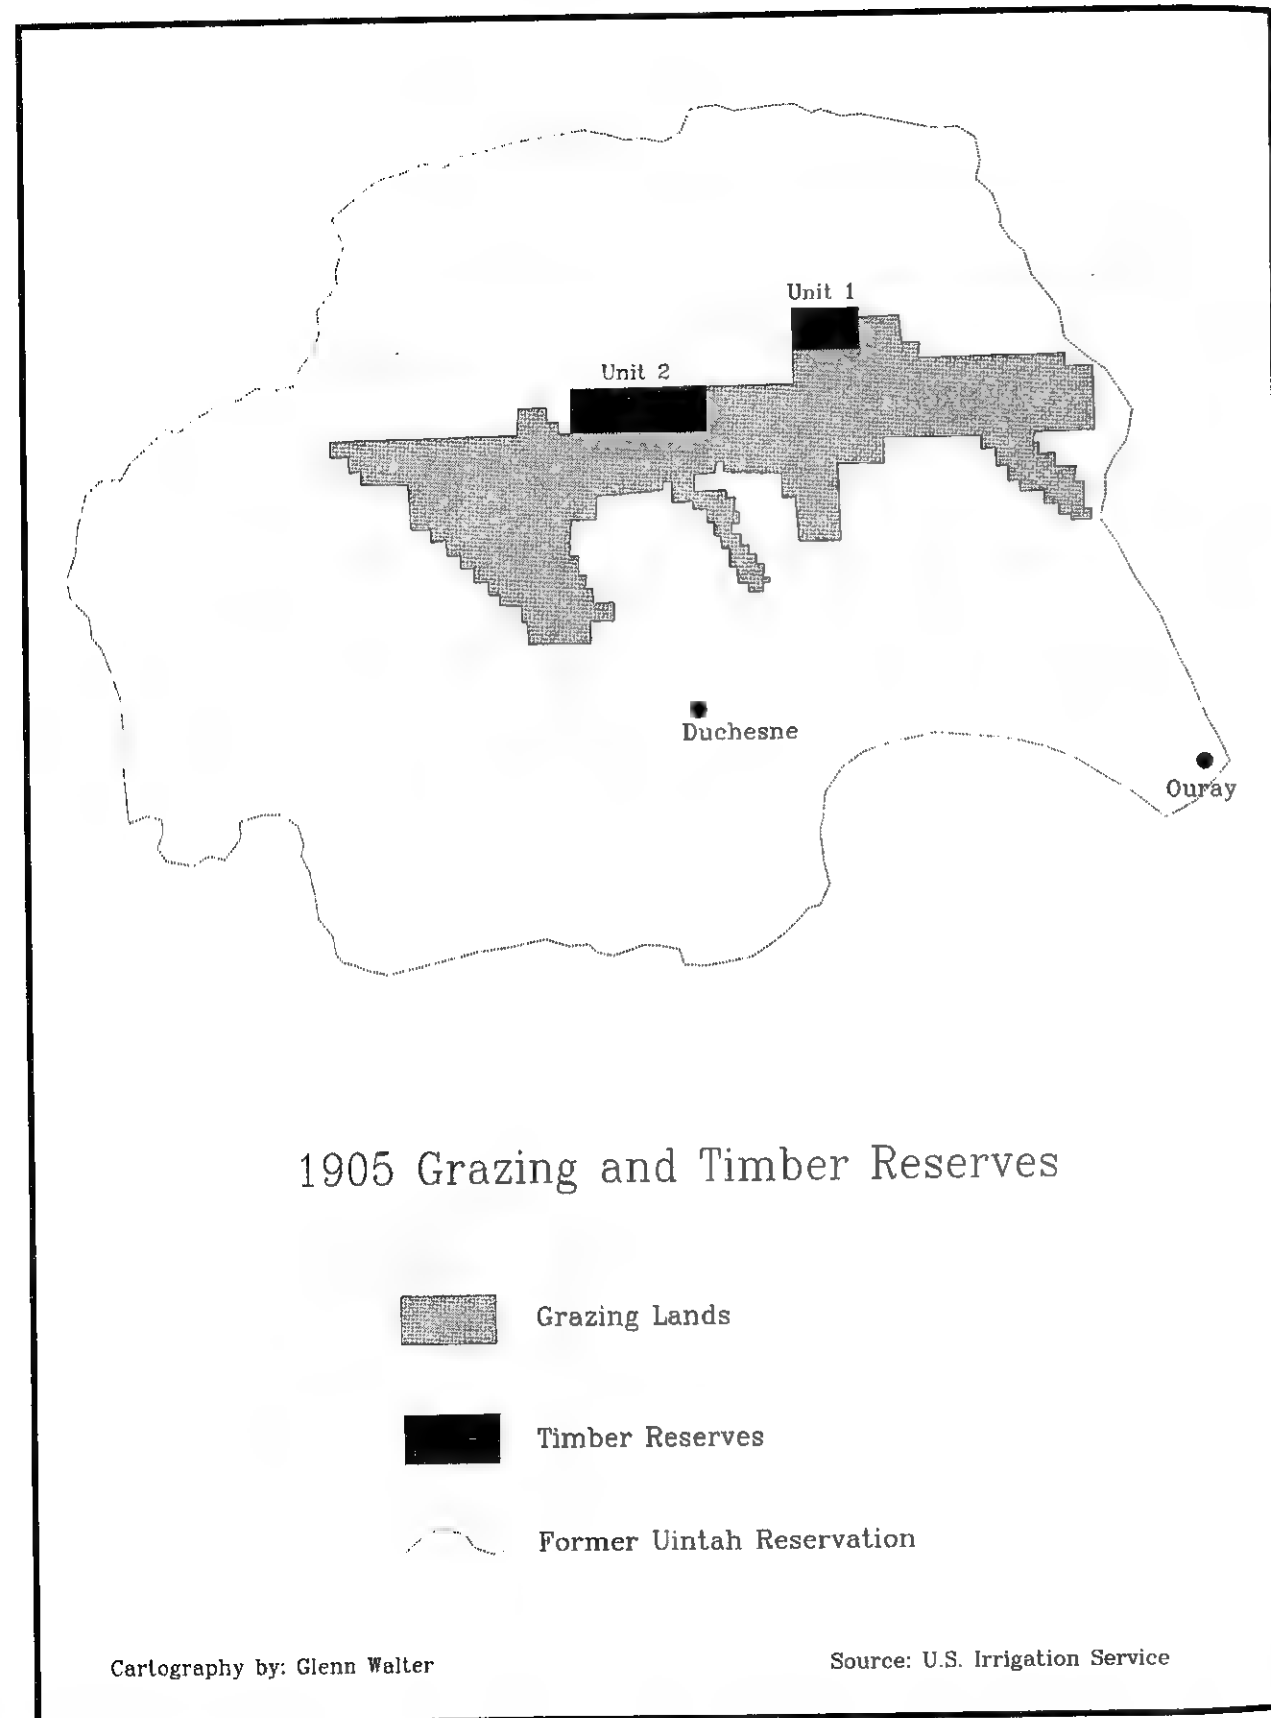 Unit 1
Unit 2
Duchesne
Ouray
1905 Grazing and Timber Reserves
Grazing Lands
Timber Reserves
Former Uintah Reservation
Cartography by: Glenn Walter
Source: U.S. Irrigation Service